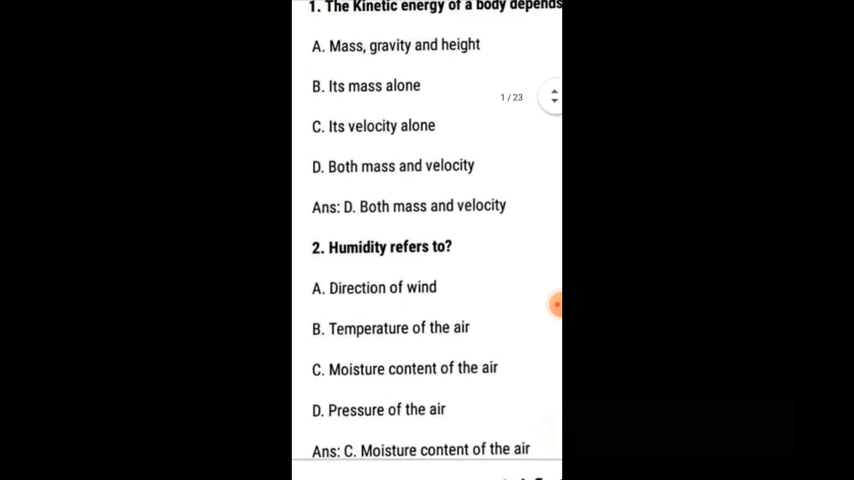 1. The Kinetic energy of a body depends
A. Mass, gravity and height
B. Its mass alone
1 / 23
C. Its velocity alone
D. Both mass and velocity
Ans: D. Both mass and velocity
2. Humidity refers to?
A. Direction of wind
B. Temperature of the air
C. Moisture content of the air
D. Pressure of the air
Ans: C. Moisture content of the air